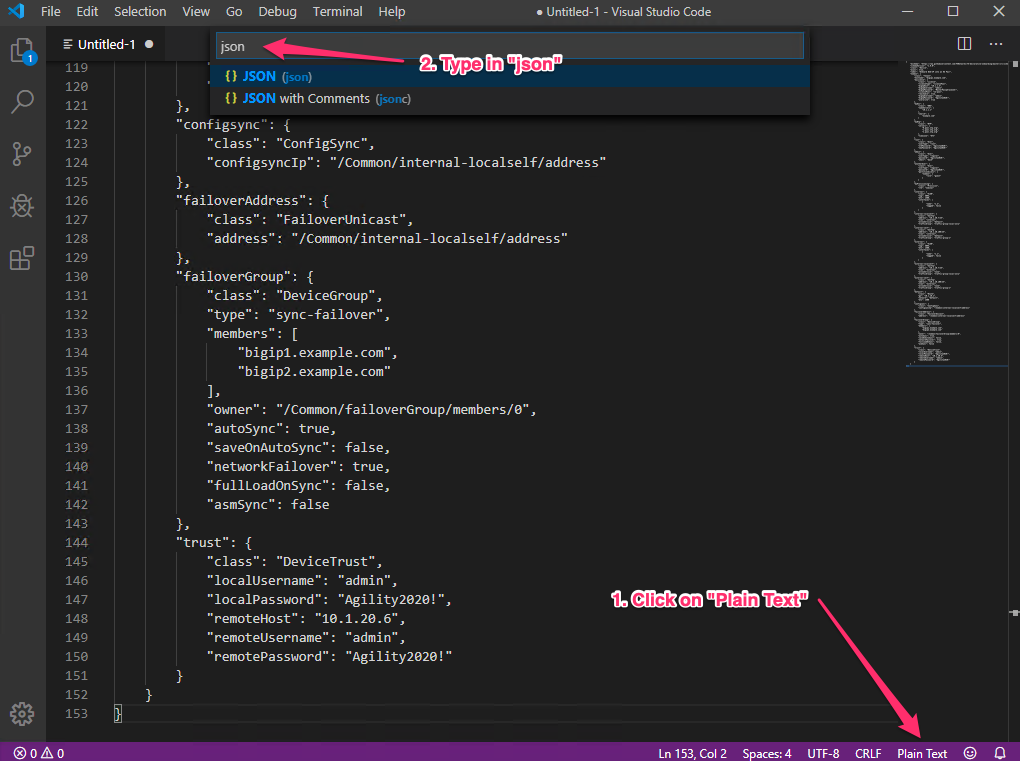 File Edit Selection View Go Debug Terminal Help ● Untitled-1 - Visual Studio Code
1
Untitled-1 ●
json
2. Type in "json"
{} JSON (json)
{} JSON with Comments (jsonc)
119
120
121 },
122 "configsync": {
123 "class": "ConfigSync",
124 "configsyncIp": "/Common/internal-localself/address"
125 },
126 "failoverAddress": {
127 "class": "FailoverUnicast",
128 "address": "/Common/internal-localself/address"
129 },
130 "failoverGroup": {
131 "class": "DeviceGroup",
132 "type": "sync-failover",
133 "members": [
134 "bigip1.example.com",
135 "bigip2.example.com"
136 ],
137 "owner": "/Common/failoverGroup/members/0",
138 "autoSync": true,
139 "saveOnAutoSync": false,
140 "networkFailover": true,
141 "fullLoadOnSync": false,
142 "asmSync": false
143 },
144 "trust": {
145 "class": "DeviceTrust",
146 "localUsername": "admin",
147 "localPassword": "Agility2020!",
1. Click on "Plain Text"
148 "remoteHost": "10.1.20.6",
149 "remoteUsername": "admin",
150 "remotePassword": "Agility2020!"
151 }
152 }
153 }
0 0 Ln 153, Col 2 Spaces: 4 UTF-8 CRLF Plain Text